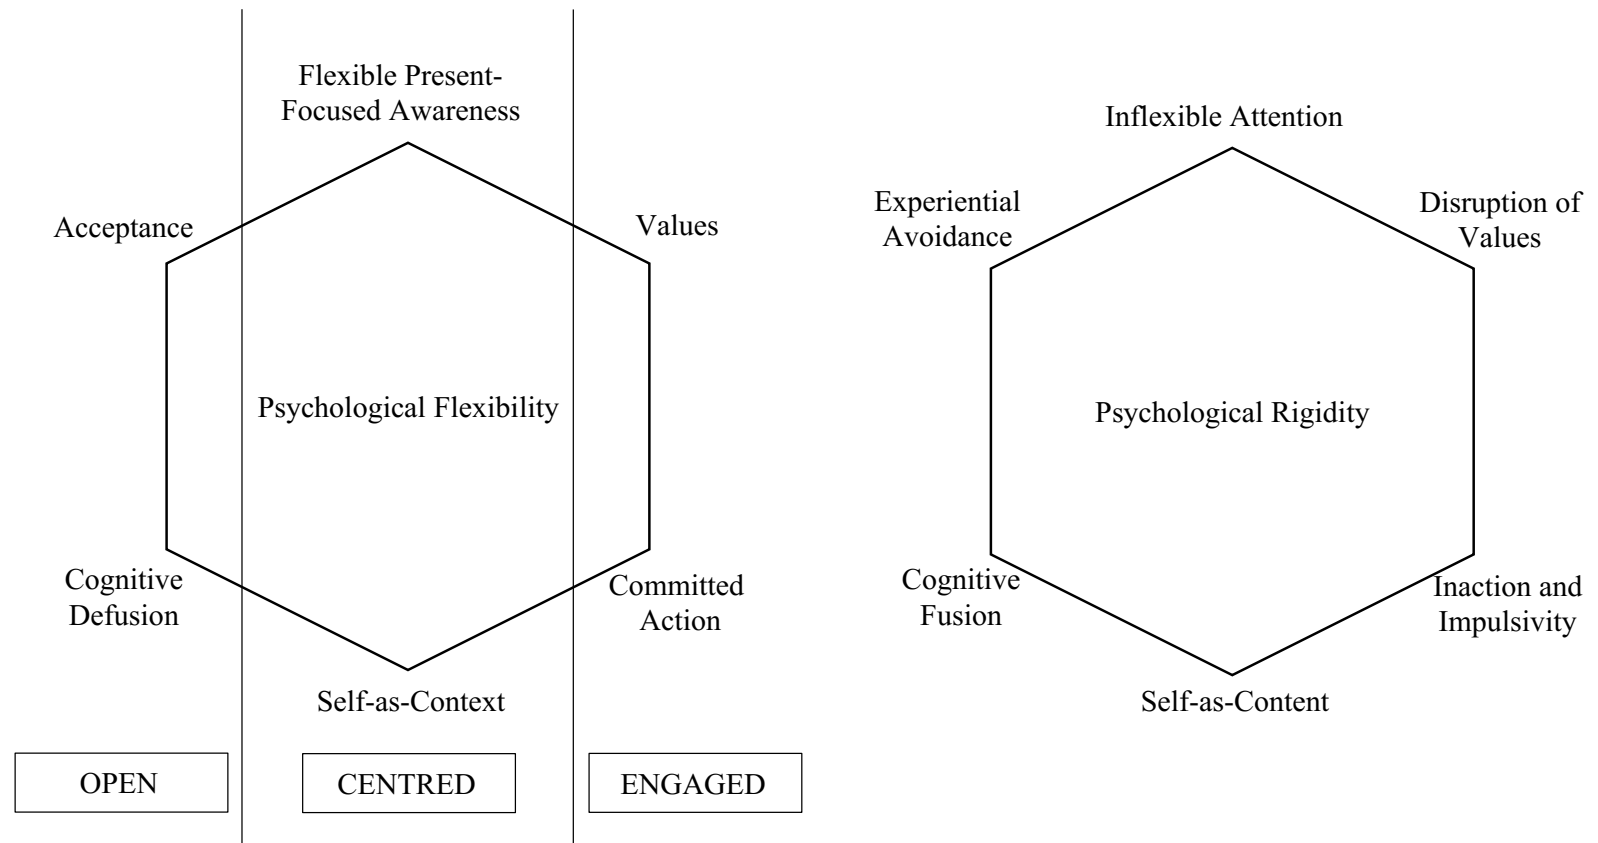 Flexible Present-
Focused Awareness
Acceptance
Values
Psychological Flexibility
Cognitive
Defusion
Committed
Action
Self-as-Context
OPEN
CENTRED
ENGAGED
Inflexible Attention
Experiential
Avoidance
Disruption of
Values
Psychological Rigidity
Cognitive
Fusion
Inaction and
Impulsivity
Self-as-Content